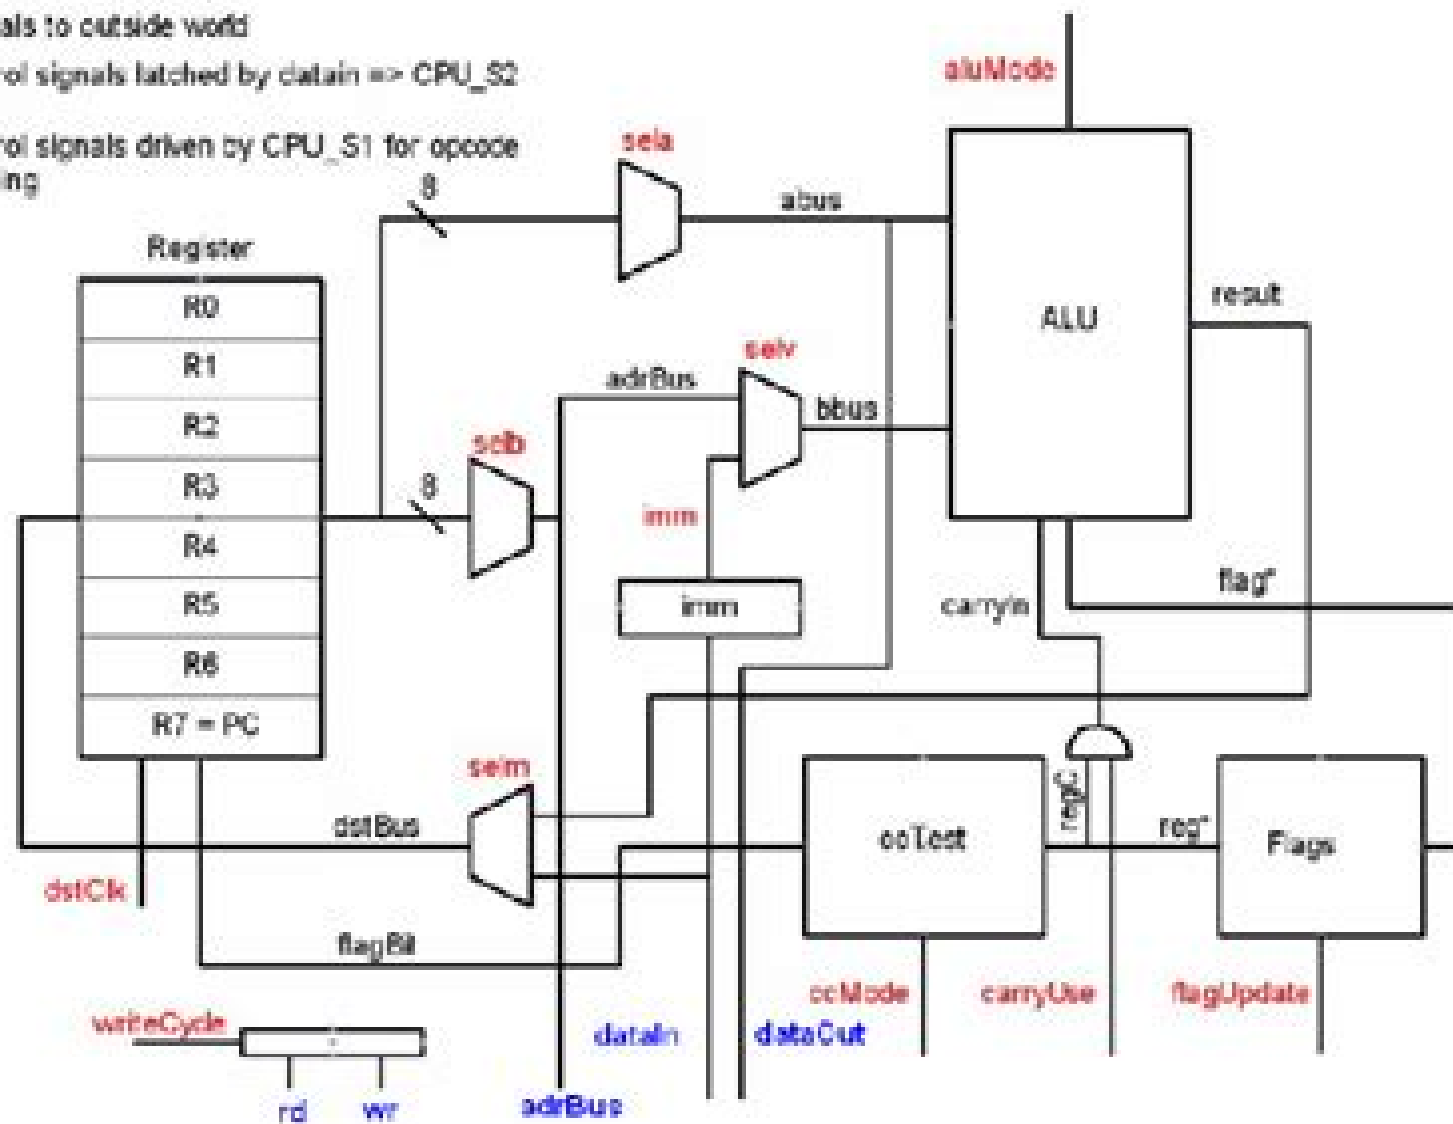 als to outside world
rol signals latched by datain => CPU_S2
rol signals driven by CPU_S1 for opcode
ing
aluMode
sela
8
abus
Register
R0
R1
R2
R3
R4
R5
R6
R7 = PC
ALU
result
selv
adrBus
bbus
selb
8
imm
imm
carryIn
flag*
selm
dstBus
ccTest
regC
reg*
Flags
dstClk
flagBit
ccMode
carryUse
flagUpdate
writeCycle
dataIn
dataOut
rd
wr
adrBus